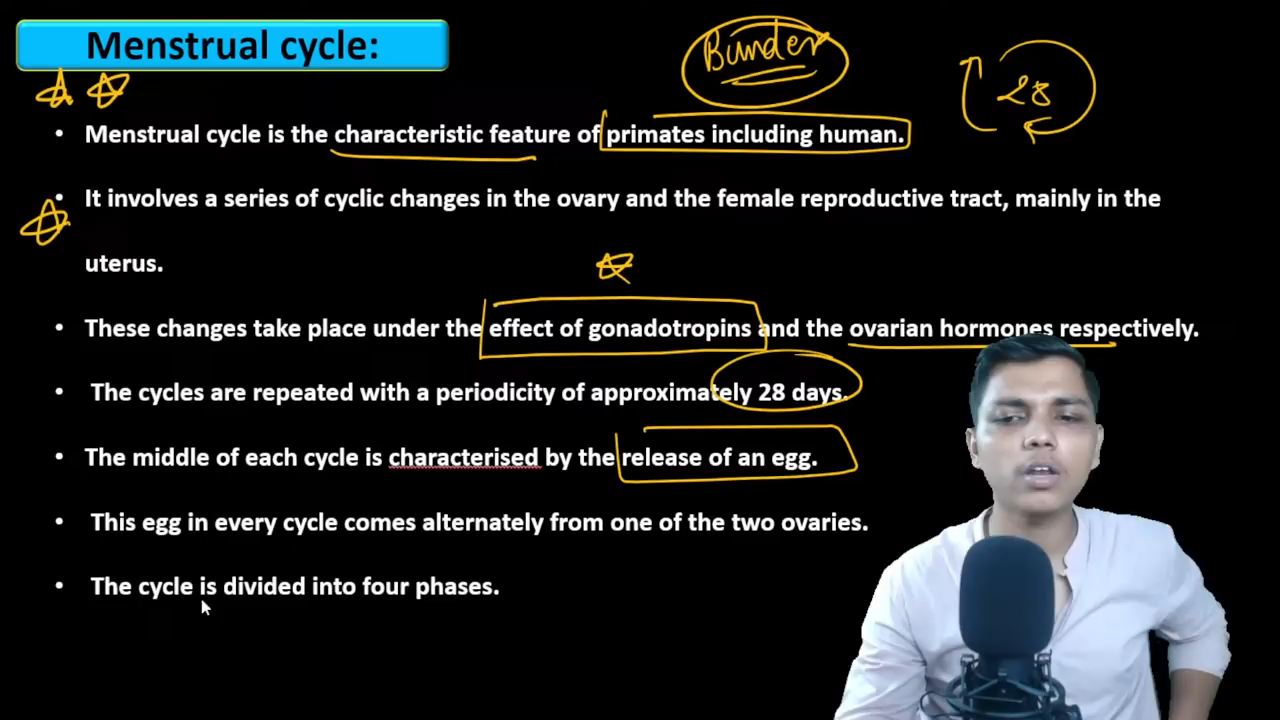 Menstrual cycle:
Bunder
28
• Menstrual cycle is the characteristic feature of primates including human.
• It involves a series of cyclic changes in the ovary and the female reproductive tract, mainly in the
uterus.
• These changes take place under the effect of gonadotropins and the ovarian hormones respectively.
• The cycles are repeated with a periodicity of approximately 28 days.
• The middle of each cycle is characterised by the release of an egg.
• This egg in every cycle comes alternately from one of the two ovaries.
• The cycle is divided into four phases.